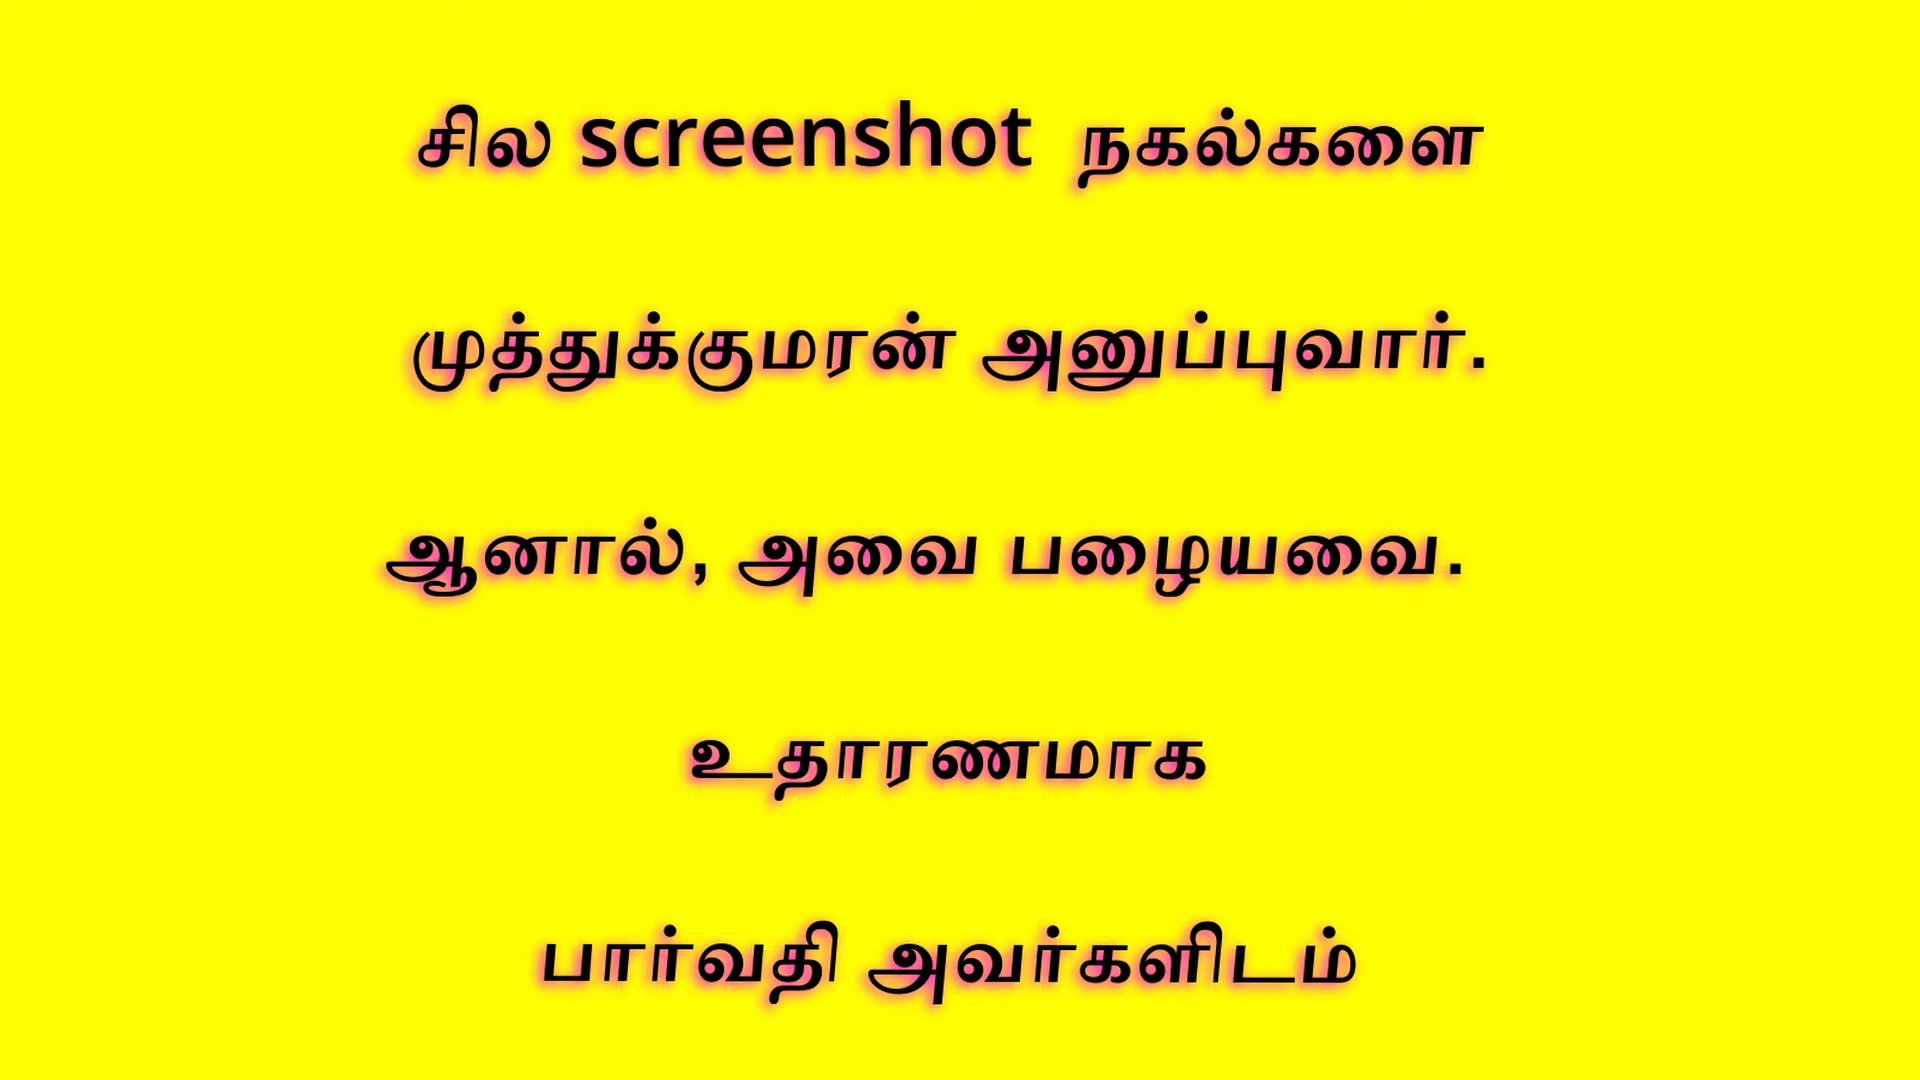 சில screenshot நகல்களை
முத்துக்குமரன் அனுப்புவார்.
ஆனால், அவை பழையவை.
உதாரணமாக
பார்வதி அவர்களிடம்